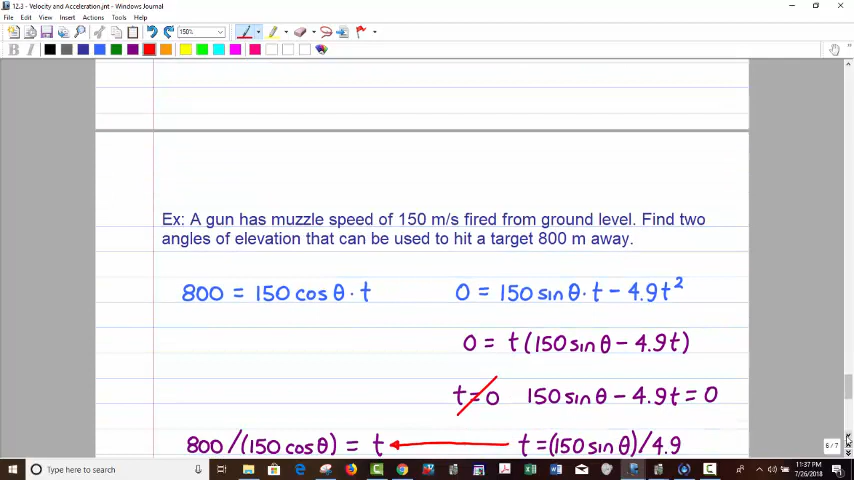 12.3 - Velocity and Acceleration.jnt - Windows Journal
File Edit View Insert Actions Tools Help
150%
B I
Ex: A gun has muzzle speed of 150 m/s fired from ground level. Find two
angles of elevation that can be used to hit a target 800 m away.
800 = 150 cos θ · t
0 = 150 sin θ · t − 4.9t²
0 = t (150 sin θ − 4.9t)
t = 0 150 sin θ − 4.9t = 0
800 / (150 cos θ) = t t = (150 sin θ) / 4.9
6 / 7
Type here to search
11:37 PM
7/26/2018